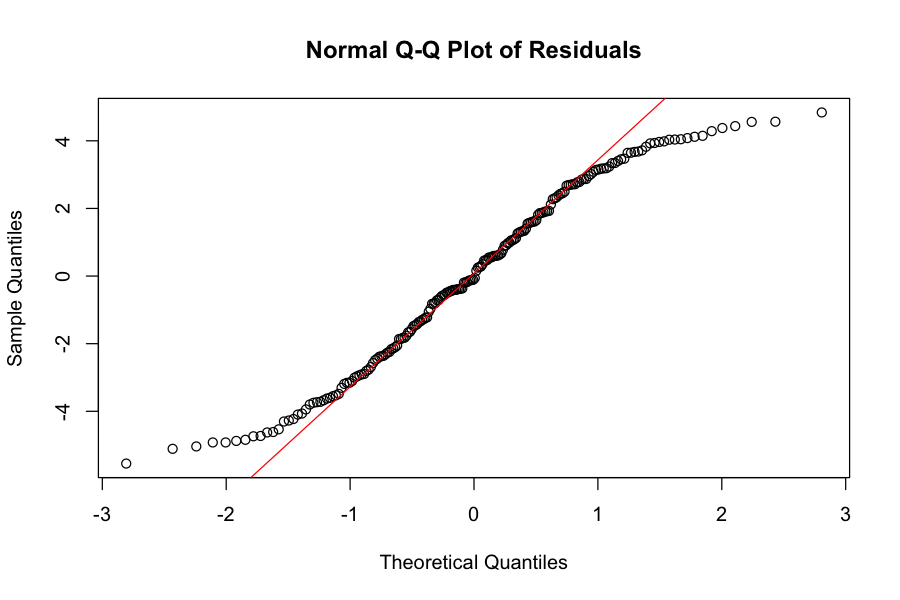 Normal Q-Q Plot of Residuals
4
2
0
-2
-4
Sample Quantiles
-3 -2 -1 0 1 2 3
Theoretical Quantiles